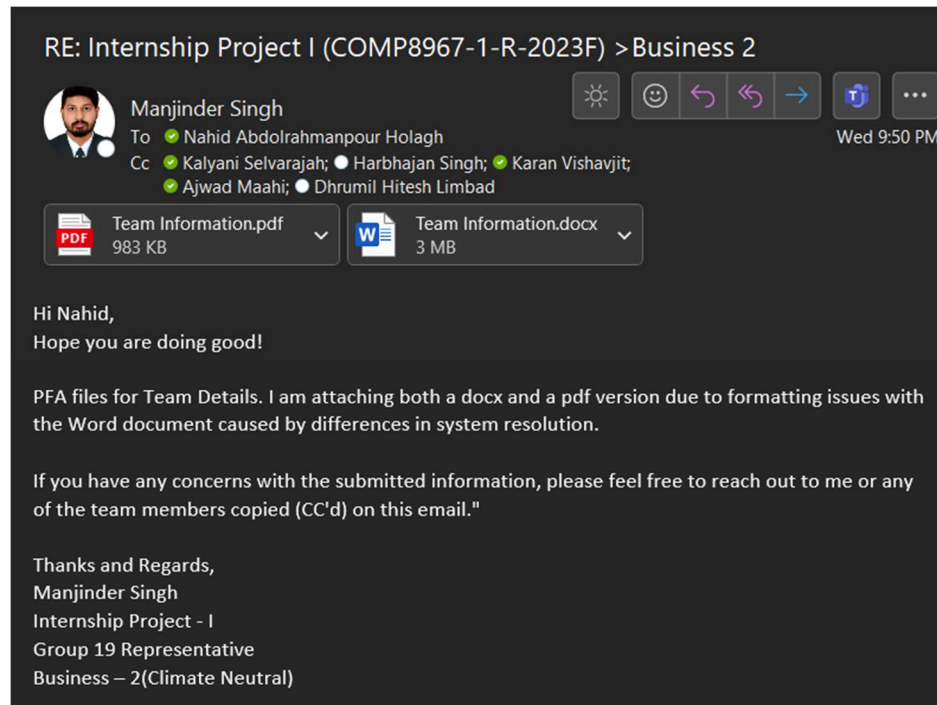 RE: Internship Project I (COMP8967-1-R-2023F) >Business 2
Manjinder Singh
To Nahid Abdolrahmanpour Holagh
Wed 9:50 PM
Cc Kalyani Selvarajah; Harbhajan Singh; Karan Vishavjit;
Ajwad Maahi; Dhrumil Hitesh Limbad
PDF
Team Information.pdf
983 KB
W
Team Information.docx
3 MB
Hi Nahid,
Hope you are doing good!
PFA files for Team Details. I am attaching both a docx and a pdf version due to formatting issues with
the Word document caused by differences in system resolution.
If you have any concerns with the submitted information, please feel free to reach out to me or any
of the team members copied (CC'd) on this email."
Thanks and Regards,
Manjinder Singh
Internship Project - I
Group 19 Representative
Business – 2(Climate Neutral)